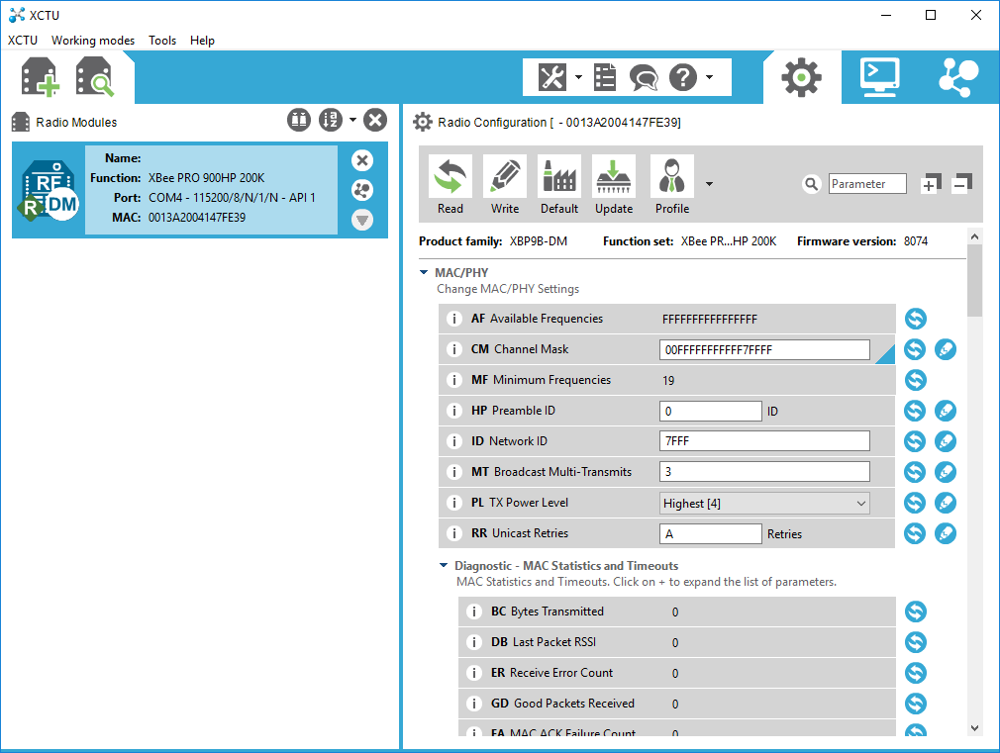 XCTU
XCTU Working modes Tools Help
Radio Modules
Name:
Function: XBee PRO 900HP 200K
Port: COM4 - 115200/8/N/1/N - API 1
MAC: 0013A2004147FE39
RF
R DM
Radio Configuration [ - 0013A2004147FE39]
Read Write Default Update Profile
Parameter
Product family: XBP9B-DM Function set: XBee PR...HP 200K Firmware version: 8074
MAC/PHY
Change MAC/PHY Settings
i AF Available Frequencies FFFFFFFFFFFFFFFF
i CM Channel Mask 00FFFFFFFFFFF7FFFF
i MF Minimum Frequencies 19
i HP Preamble ID 0 ID
i ID Network ID 7FFF
i MT Broadcast Multi-Transmits 3
i PL TX Power Level Highest [4]
i RR Unicast Retries A Retries
Diagnostic - MAC Statistics and Timeouts
MAC Statistics and Timeouts. Click on + to expand the list of parameters.
i BC Bytes Transmitted 0
i DB Last Packet RSSI 0
i ER Receive Error Count 0
i GD Good Packets Received 0
i EA MAC ACK Failure Count 0